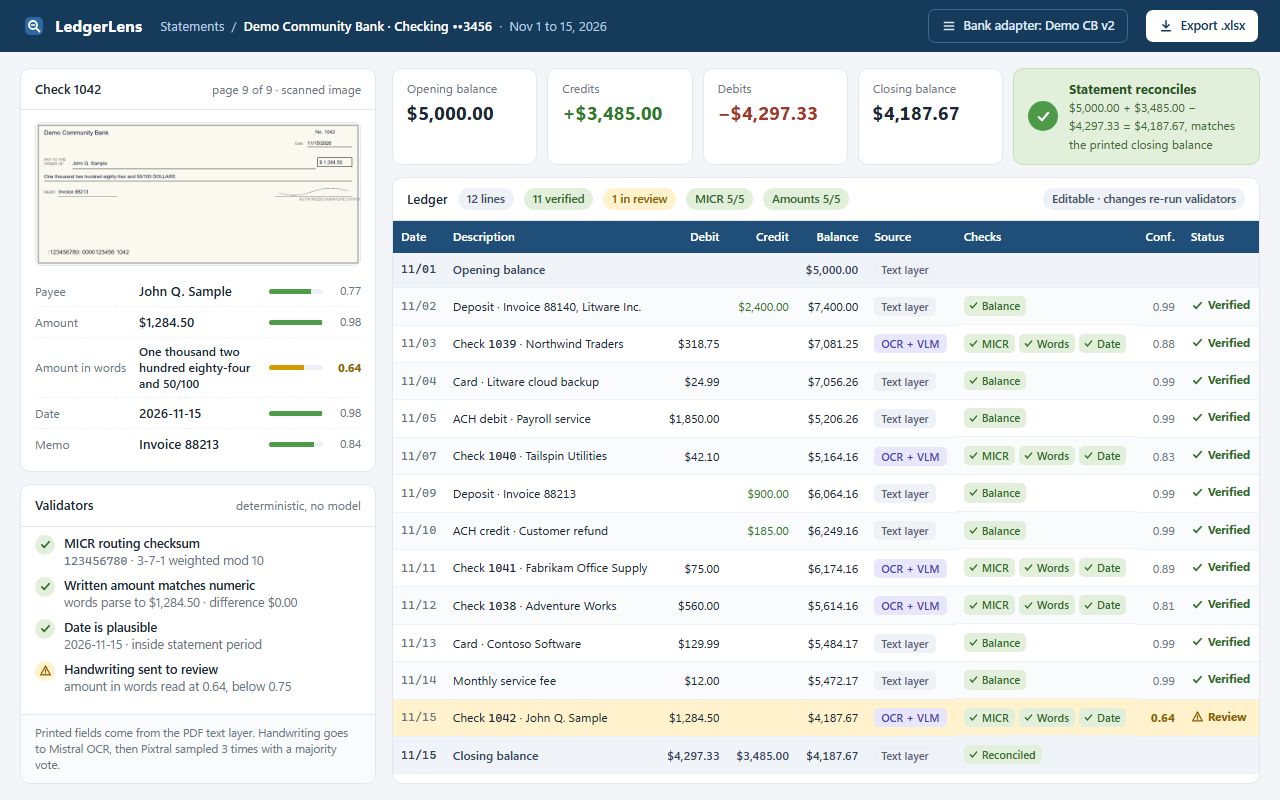 LedgerLens Statements / Demo Community Bank · Checking ••3456 · Nov 1 to 15, 2026 Bank adapter: Demo CB v2 Export .xlsx
Check 1042 page 9 of 9 · scanned image
Demo Community Bank No. 1042
Date 11/15/2026
PAY TO THE
ORDER OF John Q. Sample $ 1,284.50
One thousand two hundred eighty-four and 50/100 DOLLARS
MEMO Invoice 88213
AUTHORIZED SIGNATURE
:123456780: 0000123456 1042
Payee John Q. Sample 0.77
Amount $1,284.50 0.98
Amount in words One thousand two hundred eighty-four and 50/100 0.64
Date 2026-11-15 0.98
Memo Invoice 88213 0.84
Validators deterministic, no model
MICR routing checksum
123456780 · 3-7-1 weighted mod 10
Written amount matches numeric
words parse to $1,284.50 · difference $0.00
Date is plausible
2026-11-15 · inside statement period
Handwriting sent to review
amount in words read at 0.64, below 0.75
Printed fields come from the PDF text layer. Handwriting goes
to Mistral OCR, then Pixtral sampled 3 times with a majority
vote.
Opening balance
$5,000.00
Credits
+$3,485.00
Debits
−$4,297.33
Closing balance
$4,187.67
Statement reconciles
$5,000.00 + $3,485.00 −
$4,297.33 = $4,187.67, matches
the printed closing balance
Ledger 12 lines 11 verified 1 in review MICR 5/5 Amounts 5/5 Editable · changes re-run validators
Date Description Debit Credit Balance Source Checks Conf. Status
11/01 Opening balance $5,000.00 Text layer
11/02 Deposit · Invoice 88140, Litware Inc. $2,400.00 $7,400.00 Text layer Balance 0.99 Verified
11/03 Check 1039 · Northwind Traders $318.75 $7,081.25 OCR + VLM MICR Words Date 0.88 Verified
11/04 Card · Litware cloud backup $24.99 $7,056.26 Text layer Balance 0.99 Verified
11/05 ACH debit · Payroll service $1,850.00 $5,206.26 Text layer Balance 0.99 Verified
11/07 Check 1040 · Tailspin Utilities $42.10 $5,164.16 OCR + VLM MICR Words Date 0.83 Verified
11/09 Deposit · Invoice 88213 $900.00 $6,064.16 Text layer Balance 0.99 Verified
11/10 ACH credit · Customer refund $185.00 $6,249.16 Text layer Balance 0.99 Verified
11/11 Check 1041 · Fabrikam Office Supply $75.00 $6,174.16 OCR + VLM MICR Words Date 0.89 Verified
11/12 Check 1038 · Adventure Works $560.00 $5,614.16 OCR + VLM MICR Words Date 0.81 Verified
11/13 Card · Contoso Software $129.99 $5,484.17 Text layer Balance 0.99 Verified
11/14 Monthly service fee $12.00 $5,472.17 Text layer Balance 0.99 Verified
11/15 Check 1042 · John Q. Sample $1,284.50 $4,187.67 OCR + VLM MICR Words Date 0.64 Review
11/15 Closing balance $4,297.33 $3,485.00 $4,187.67 Text layer Reconciled